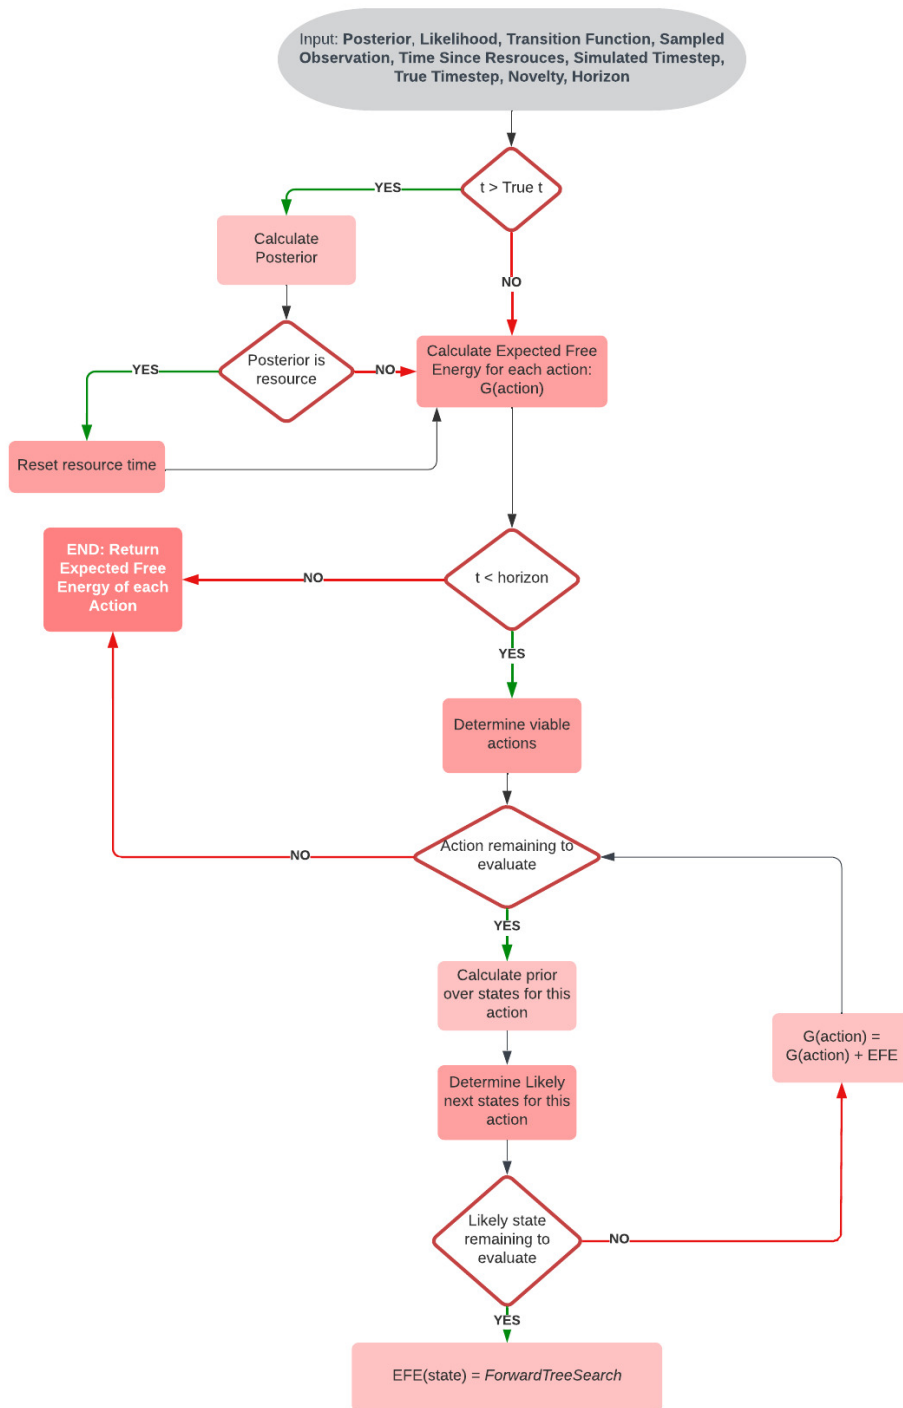 Input: Posterior, Likelihood, Transition Function, Sampled
Observation, Time Since Resrouces, Simulated Timestep,
True Timestep, Novelty, Horizon
t > True t
YES
Calculate
Posterior
NO
Posterior is
resource
YES
NO
Calculate Expected Free
Energy for each action:
G(action)
Reset resource time
END: Return
Expected Free
Energy of each
Action
NO
t < horizon
YES
Determine viable
actions
Action remaining to
evaluate
NO
YES
Calculate prior
over states for this
action
G(action) =
G(action) + EFE
Determine Likely
next states for this
action
Likely state
remaining to
evaluate
NO
YES
EFE(state) = ForwardTreeSearch